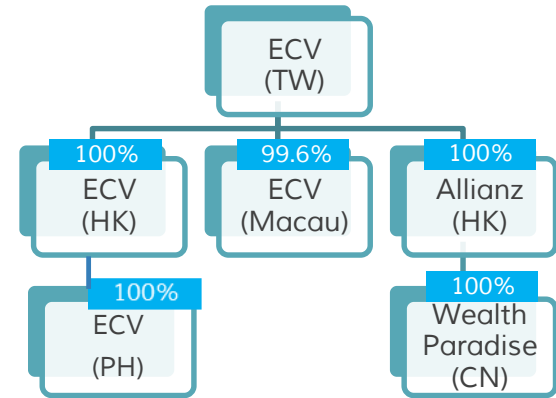 ECV
(TW)
100%
99.6%
100%
ECV
(HK)
ECV
(Macau)
Allianz
(HK)
100%
100%
ECV
(PH)
Wealth
Paradise
(CN)